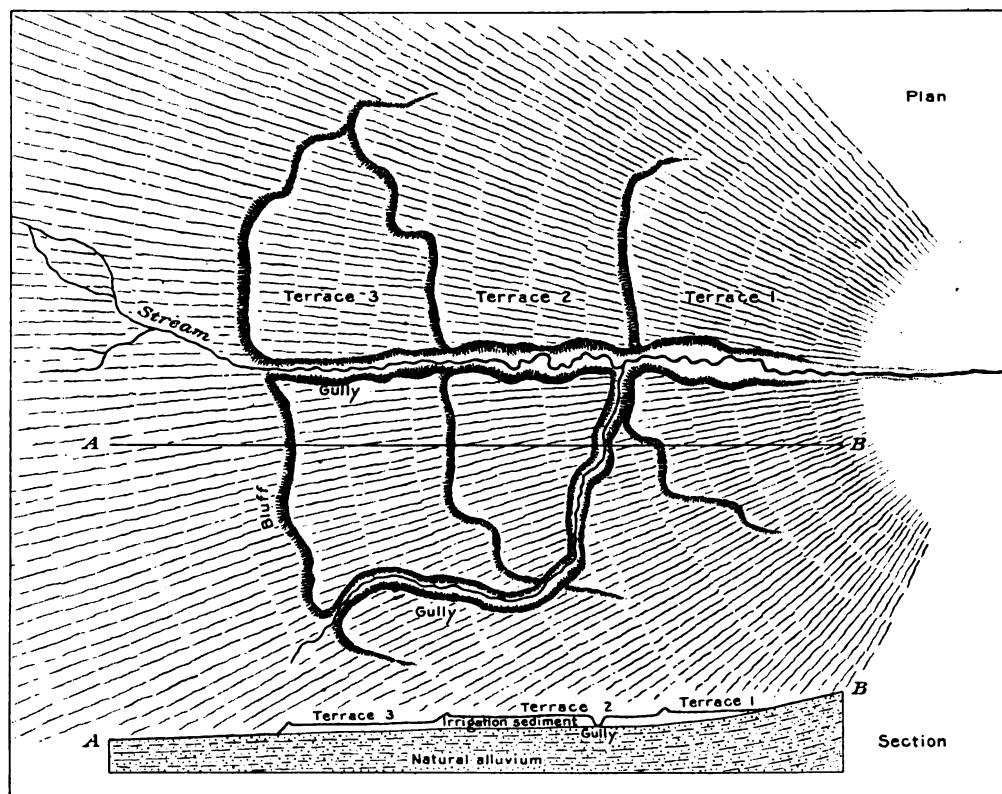 Plan
Terrace 3
Terrace 2
Terrace 1
Stream
Gully
A
B
Bluff
Gully
B
Terrace 3
Terrace 2
Terrace 1
Irrigation sediment
Gully
A
Section
Natural alluvium